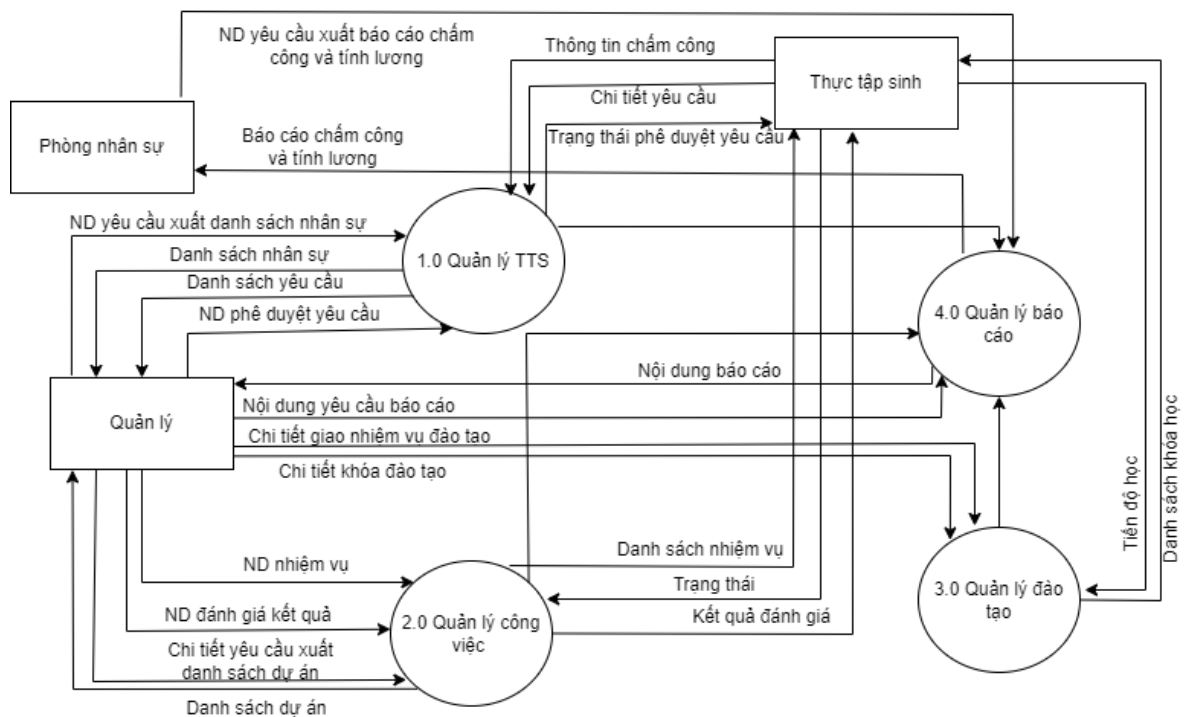 ND yêu cầu xuất báo cáo chấm
công và tính lương
Thông tin chấm công
Thực tập sinh
Chi tiết yêu cầu
Phòng nhân sự
Báo cáo chấm công
và tính lương
Trạng thái phê duyệt yêu cầu
ND yêu cầu xuất danh sách nhân sự
Danh sách nhân sự
1.0 Quản lý TTS
Danh sách yêu cầu
ND phê duyệt yêu cầu
4.0 Quản lý báo
cáo
Nội dung báo cáo
Nội dung yêu cầu báo cáo
Quản lý
Chi tiết giao nhiệm vụ đào tạo
Chi tiết khóa đào tạo
Tiến độ học
Danh sách khóa học
ND nhiệm vụ
Danh sách nhiệm vụ
Trạng thái
3.0 Quản lý đào
tạo
ND đánh giá kết quả
2.0 Quản lý công
việc
Kết quả đánh giá
Chi tiết yêu cầu xuất
danh sách dự án
Danh sách dự án